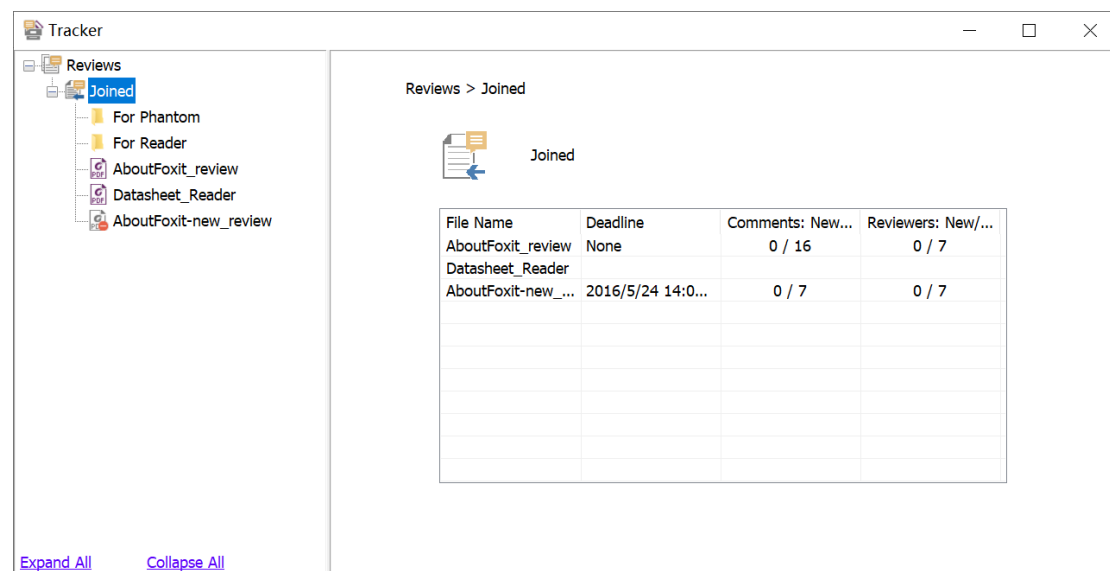 Tracker
Reviews
Joined
For Phantom
For Reader
AboutFoxit_review
Datasheet_Reader
AboutFoxit-new_review
Expand All Collapse All
Reviews > Joined
Joined
File Name Deadline Comments: New... Reviewers: New/...
AboutFoxit_review None 0 / 16 0 / 7
Datasheet_Reader
AboutFoxit-new_... 2016/5/24 14:0... 0 / 7 0 / 7